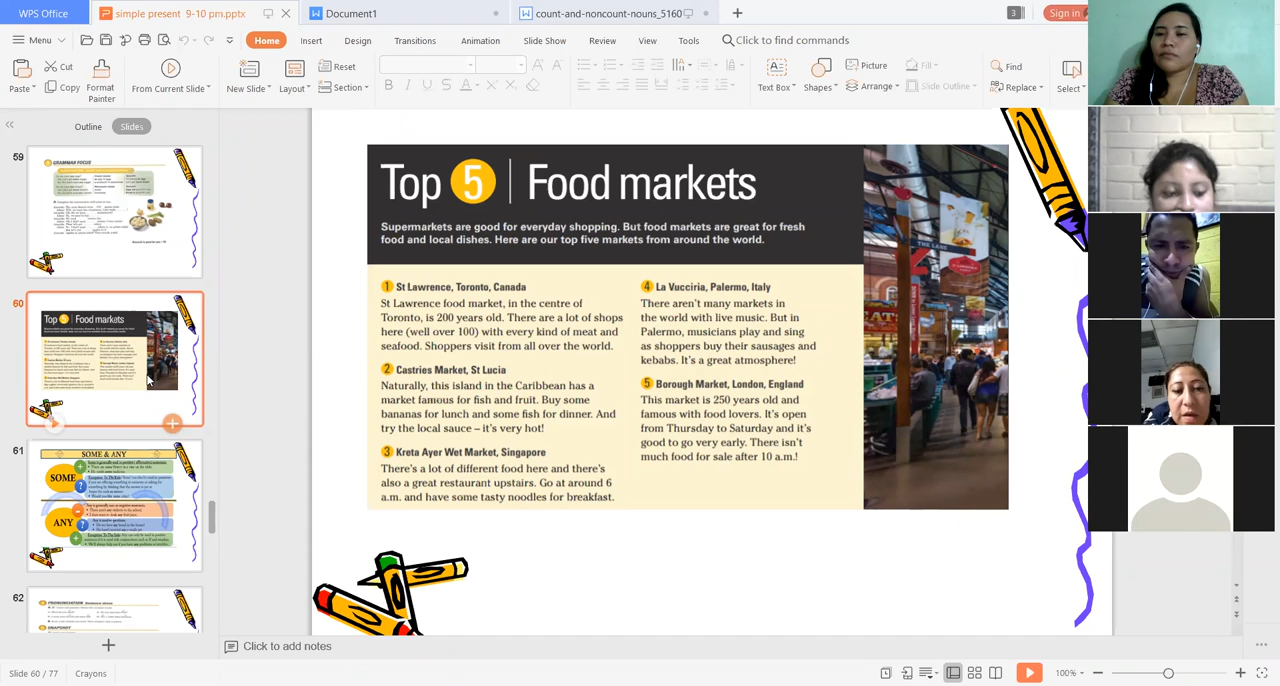 WPS Office
simple present 9-10 pm.pptx
Document1
count-and-noncount-nouns_5160
3
Sign in
Menu
Home
Insert
Design
Transitions
Animation
Slide Show
Review
View
Tools
Click to find commands
Paste
Cut
Copy
Format Painter
From Current Slide
New Slide
Layout
Reset
Section
Text Box
Shapes
Picture
Fill
Arrange
Slide Outline
Find
Replace
Select
Outline
Slides
59
GRAMMAR FOCUS
60
Top 5 Food markets
61
SOME & ANY
SOME
ANY
62
Top 5 | Food markets
Supermarkets are good for everyday shopping. But food markets are great for fresh
food and local dishes. Here are our top five markets from around the world.
1 St Lawrence, Toronto, Canada
St Lawrence food market, in the centre of
Toronto, is 200 years old. There are a lot of shops
here (well over 100) with every kind of meat and
seafood. Shoppers visit from all over the world.
2 Castries Market, St Lucia
Naturally, this island in the Caribbean has a
market famous for fish and fruit. Buy some
bananas for lunch and some fish for dinner. And
try the local sauce – it's very hot!
3 Kreta Ayer Wet Market, Singapore
There's a lot of different food here and there's
also a great restaurant upstairs. Go at around 6
a.m. and have some tasty noodles for breakfast.
4 La Vucciria, Palermo, Italy
There aren't many markets in
the world with live music. But in
Palermo, musicians play and sing
as shoppers buy their sausages and
kebabs. It's a great atmosphere!
5 Borough Market, London, England
This market is 250 years old and
famous with food lovers. It's open
from Thursday to Saturday and it's
good to go very early. There isn't
much food for sale after 10 a.m.!
THE LANE
Click to add notes
Slide 60 / 77
Crayons
100%